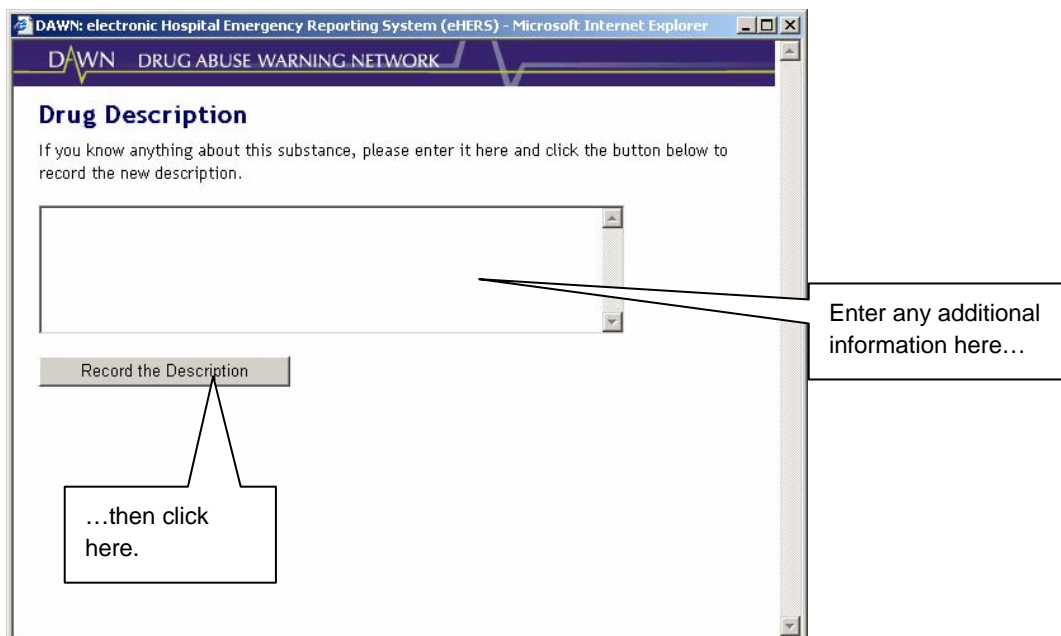 DAWN: electronic Hospital Emergency Reporting System (eHERS) - Microsoft Internet Explorer
DAWN DRUG ABUSE WARNING NETWORK
Drug Description
If you know anything about this substance, please enter it here and click the button below to
record the new description.
Enter any additional
information here…
Record the Description
…then click
here.